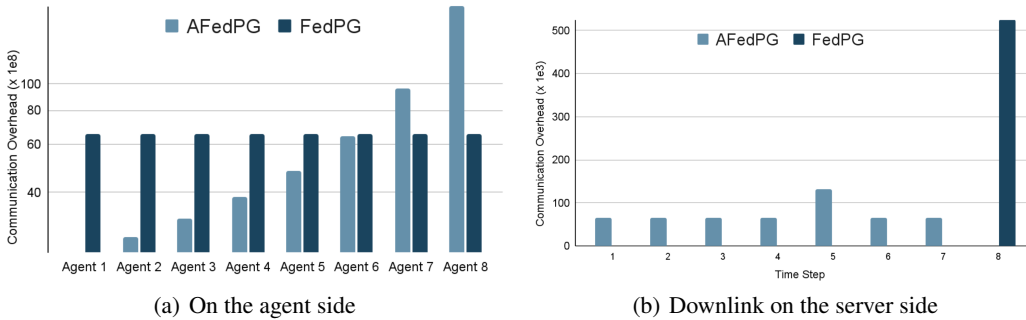 AFedPG FedPG
Communication Overhead (x 1e8)
100
80
60
40
Agent 1 Agent 2 Agent 3 Agent 4 Agent 5 Agent 6 Agent 7 Agent 8
(a) On the agent side
AFedPG FedPG
Communication Overhead (x 1e3)
500
400
300
200
100
0
1 2 3 4 5 6 7 8
Time Step
(b) Downlink on the server side